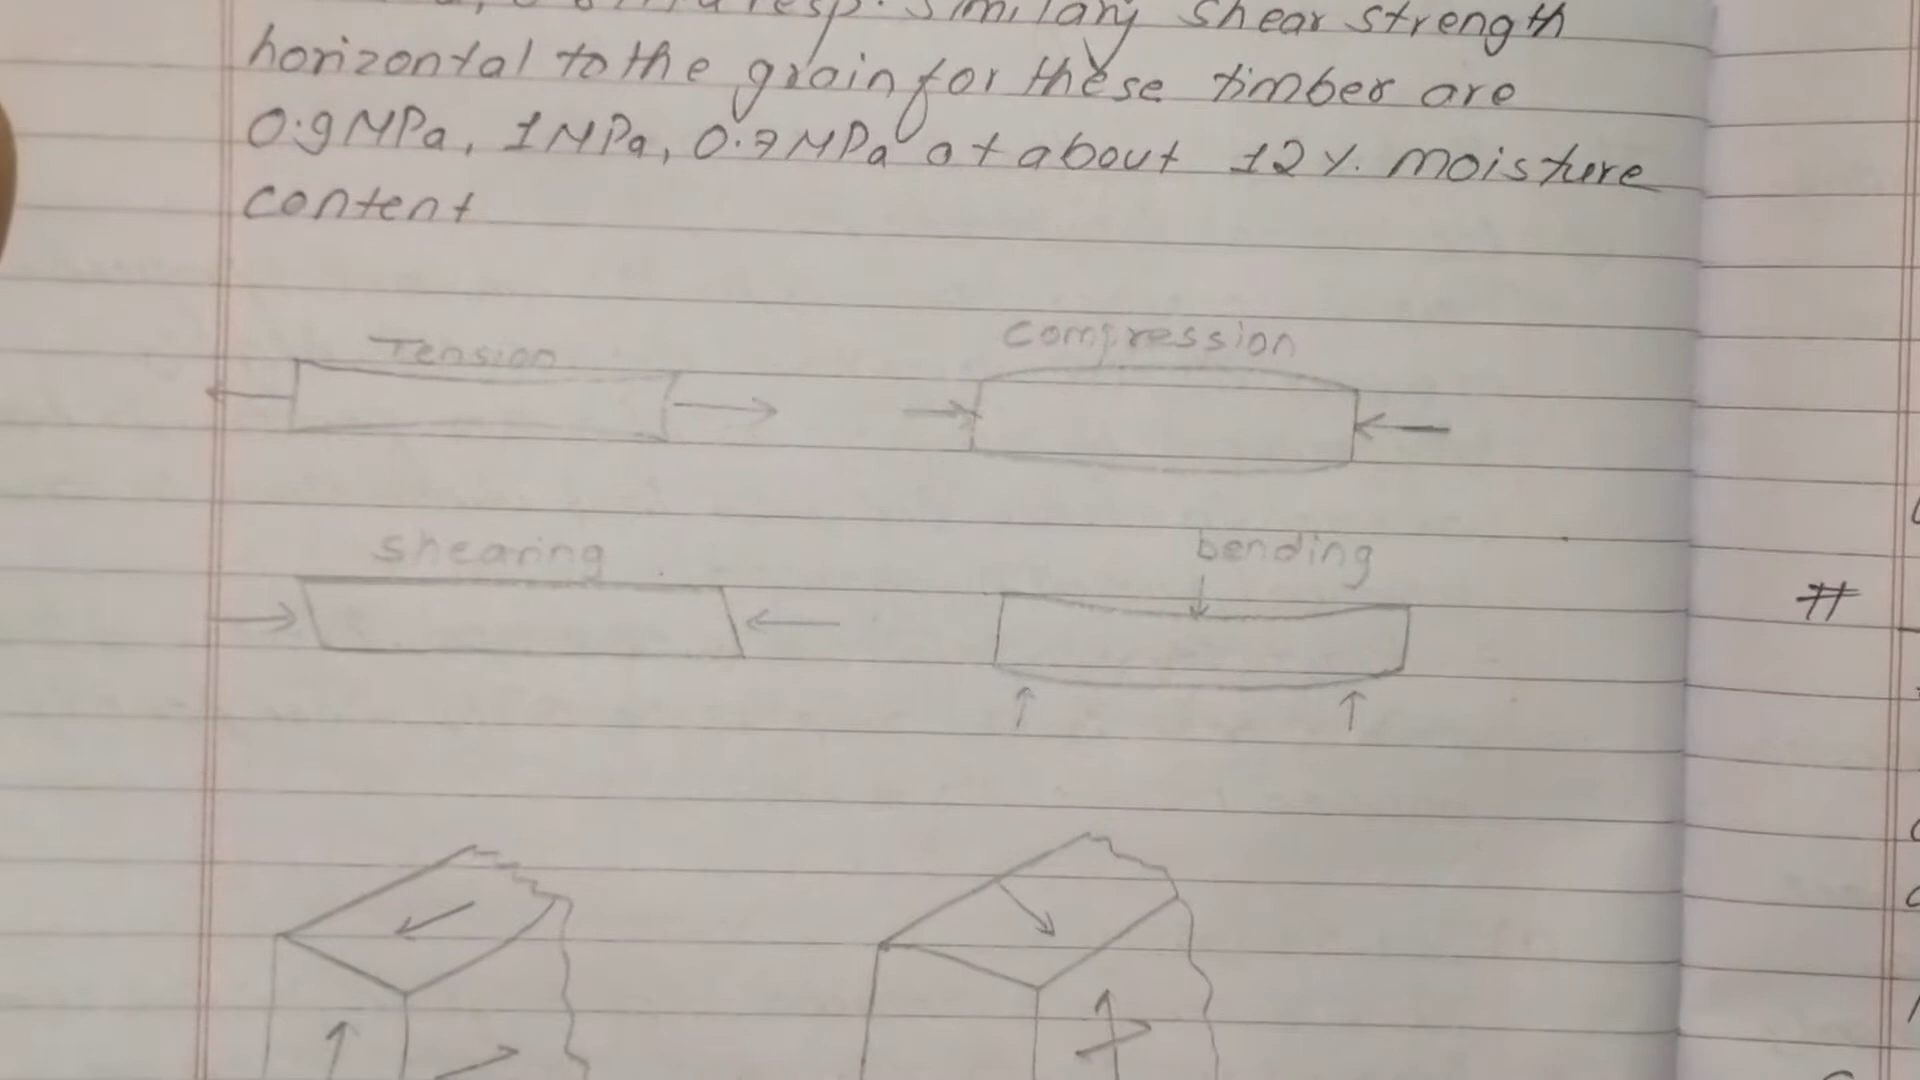 resp. Similarly shear strength
horizontal to the grain for these timber are
0.9 MPa, 1 MPa, 0.7 MPa at about 12 %. moisture
content
Tension
compression
shearing
bending
#